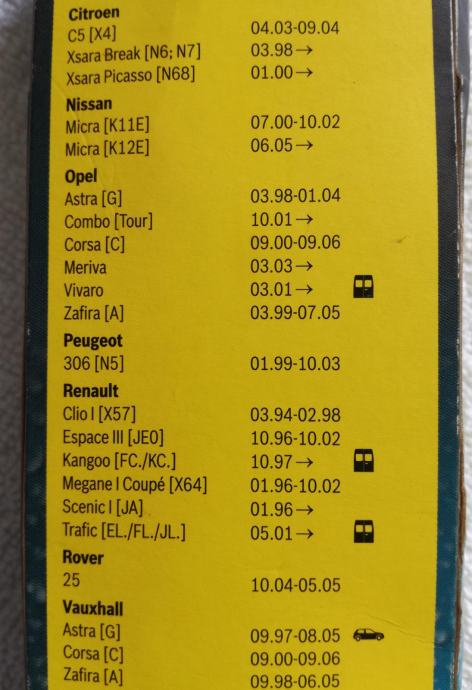 Citroen
C5 [X4] 04.03-09.04
Xsara Break [N6; N7] 03.98→
Xsara Picasso [N68] 01.00→
Nissan
Micra [K11E] 07.00-10.02
Micra [K12E] 06.05→
Opel
Astra [G] 03.98-01.04
Combo [Tour] 10.01→
Corsa [C] 09.00-09.06
Meriva 03.03→
Vivaro 03.01→
Zafira [A] 03.99-07.05
Peugeot
306 [N5] 01.99-10.03
Renault
Clio I [X57] 03.94-02.98
Espace III [JE0] 10.96-10.02
Kangoo [FC./KC.] 10.97→
Megane I Coupé [X64] 01.96-10.02
Scenic I [JA] 01.96→
Trafic [EL./FL./JL.] 05.01→
Rover
25 10.04-05.05
Vauxhall
Astra [G] 09.97-08.05
Corsa [C] 09.00-09.06
Zafira [A] 09.98-06.05